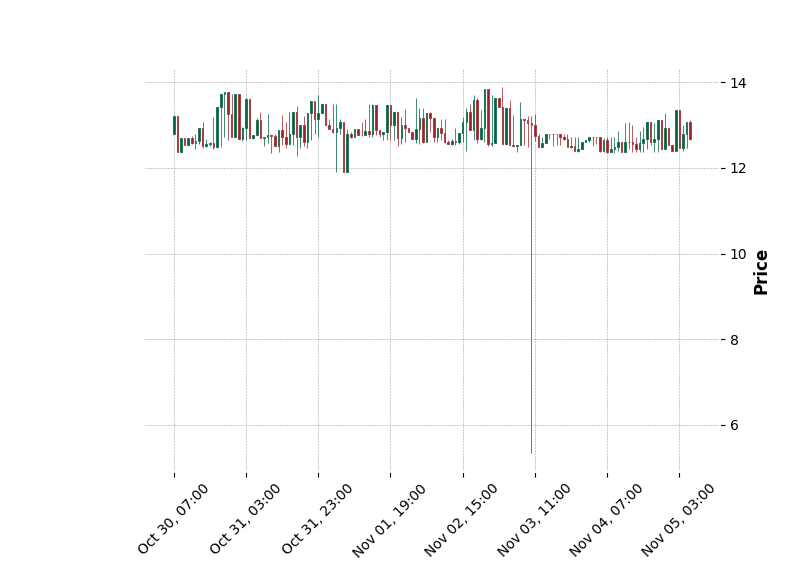 14
12
10
8
6
Price
Oct 30, 07:00
Oct 31, 03:00
Oct 31, 23:00
Nov 01, 19:00
Nov 02, 15:00
Nov 03, 11:00
Nov 04, 07:00
Nov 05, 03:00